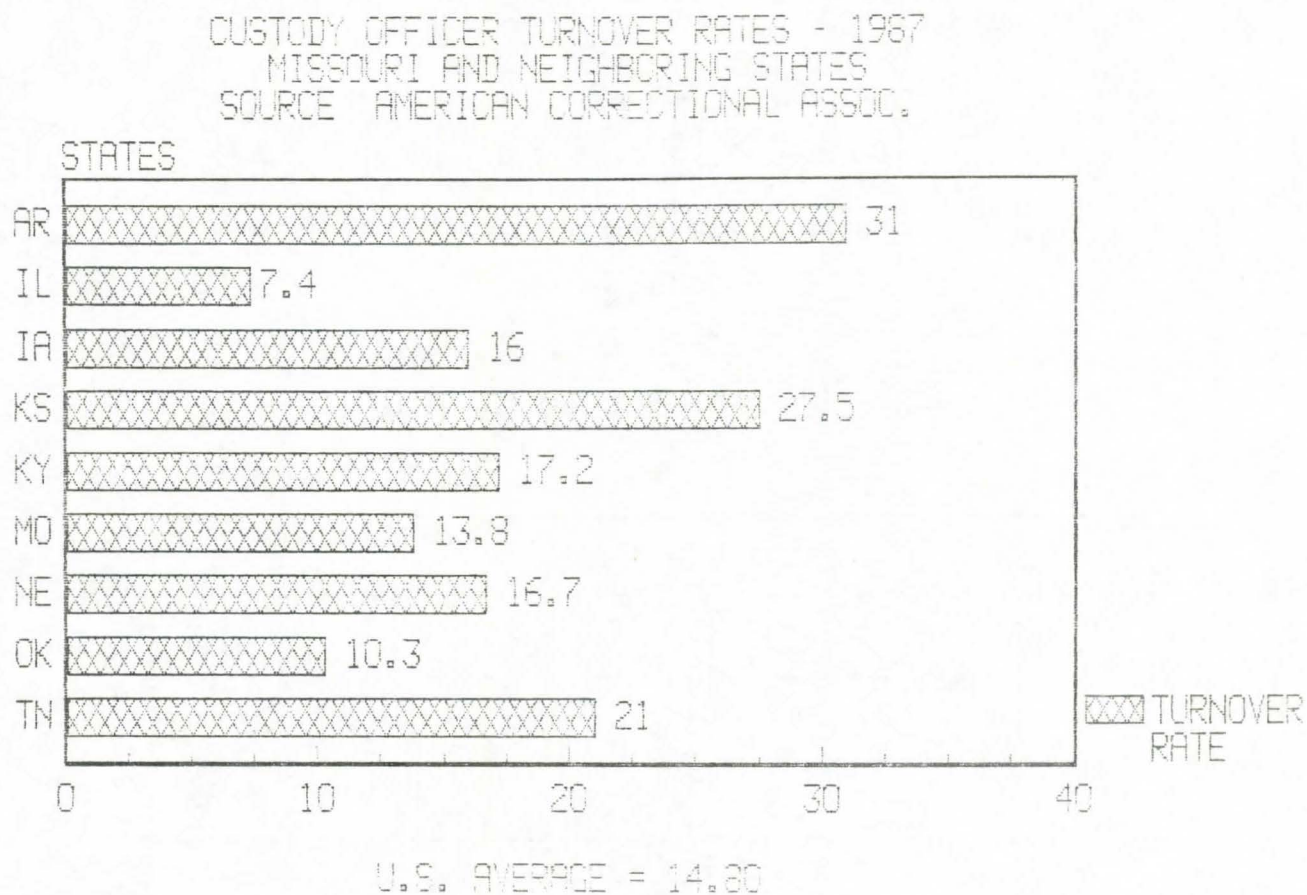 CUSTODY OFFICER TURNOVER RATES - 1987
MISSOURI AND NEIGHBORING STATES
SOURCE AMERICAN CORRECTIONAL ASSOC.
STATES
AR 31
IL 7.4
IA 16
KS 27.5
KY 17.2
MO 13.8
NE 16.7
OK 10.3
TN 21
TURNOVER
RATE
0 10 20 30 40
U.S. AVERAGE = 14.80